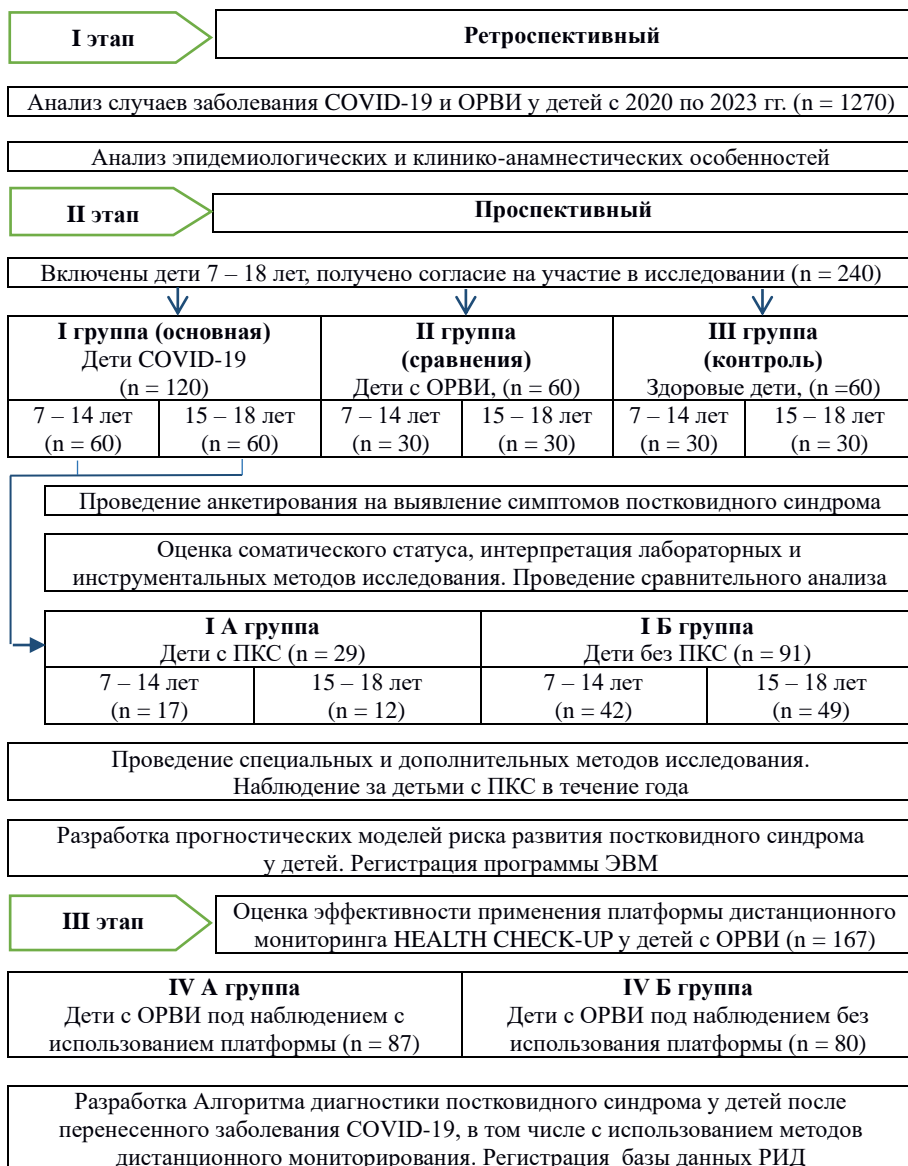 I этап
Ретроспективный
Анализ случаев заболевания COVID-19 и ОРВИ у детей с 2020 по 2023 гг. (n = 1270)
Анализ эпидемиологических и клинико-анамнестических особенностей
II этап
Проспективный
Включены дети 7 – 18 лет, получено согласие на участие в исследовании (n = 240)
I группа (основная)
Дети COVID-19
(n = 120)
II группа
(сравнения)
Дети с ОРВИ, (n = 60)
III группа
(контроль)
Здоровые дети, (n =60)
7 – 14 лет
(n = 60)
15 – 18 лет
(n = 60)
7 – 14 лет
(n = 30)
15 – 18 лет
(n = 30)
7 – 14 лет
(n = 30)
15 – 18 лет
(n = 30)
Проведение анкетирования на выявление симптомов постковидного синдрома
Оценка соматического статуса, интерпретация лабораторных и
инструментальных методов исследования. Проведение сравнительного анализа
I А группа
Дети с ПКС (n = 29)
I Б группа
Дети без ПКС (n = 91)
7 – 14 лет
(n = 17)
15 – 18 лет
(n = 12)
7 – 14 лет
(n = 42)
15 – 18 лет
(n = 49)
Проведение специальных и дополнительных методов исследования.
Наблюдение за детьми с ПКС в течение года
Разработка прогностических моделей риска развития постковидного синдрома
у детей. Регистрация программы ЭВМ
III этап
Оценка эффективности применения платформы дистанционного
мониторинга HEALTH CHECK-UP у детей с ОРВИ (n = 167)
IV А группа
Дети с ОРВИ под наблюдением с
использованием платформы (n = 87)
IV Б группа
Дети с ОРВИ под наблюдением без
использования платформы (n = 80)
Разработка Алгоритма диагностики постковидного синдрома у детей после
перенесенного заболевания COVID-19, в том числе с использованием методов
дистанционного мониторирования. Регистрация базы данных РИД